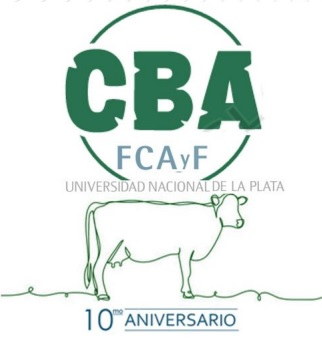 CBA
FCAyF
UNIVERSIDAD NACIONAL DE LA PLATA
10mo ANIVERSARIO